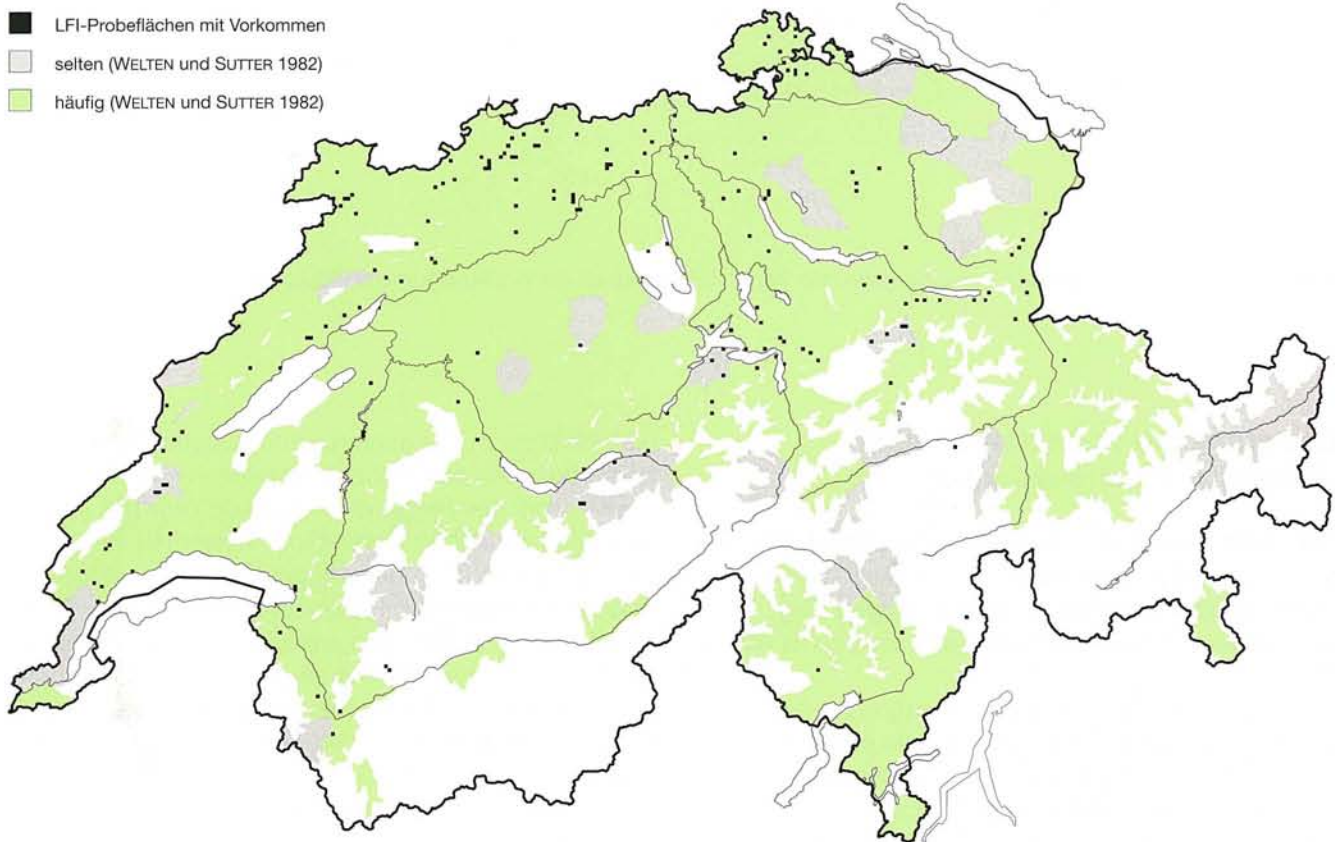 LFI-Probeflächen mit Vorkommen
selten (WELTEN und SUTTER 1982)
häufig (WELTEN und SUTTER 1982)